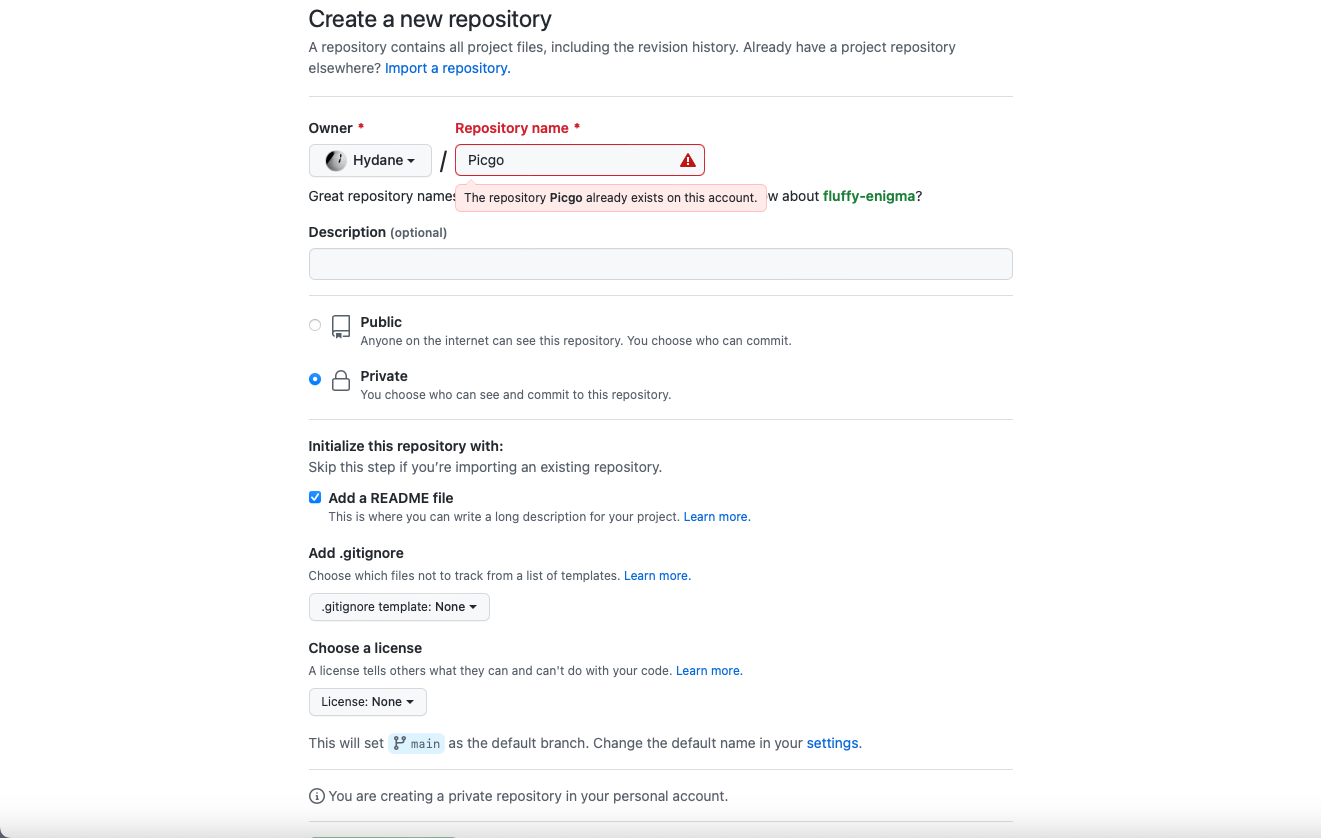 Create a new repository
A repository contains all project files, including the revision history. Already have a project repository
elsewhere? Import a repository.
Owner *
Repository name *
Hydane
/
Picgo
Great repository names
The repository Picgo already exists on this account.
w about fluffy-enigma?
Description (optional)
Public
Anyone on the internet can see this repository. You choose who can commit.
Private
You choose who can see and commit to this repository.
Initialize this repository with:
Skip this step if you’re importing an existing repository.
Add a README file
This is where you can write a long description for your project. Learn more.
Add .gitignore
Choose which files not to track from a list of templates. Learn more.
.gitignore template: None
Choose a license
A license tells others what they can and can't do with your code. Learn more.
License: None
This will set main as the default branch. Change the default name in your settings.
You are creating a private repository in your personal account.